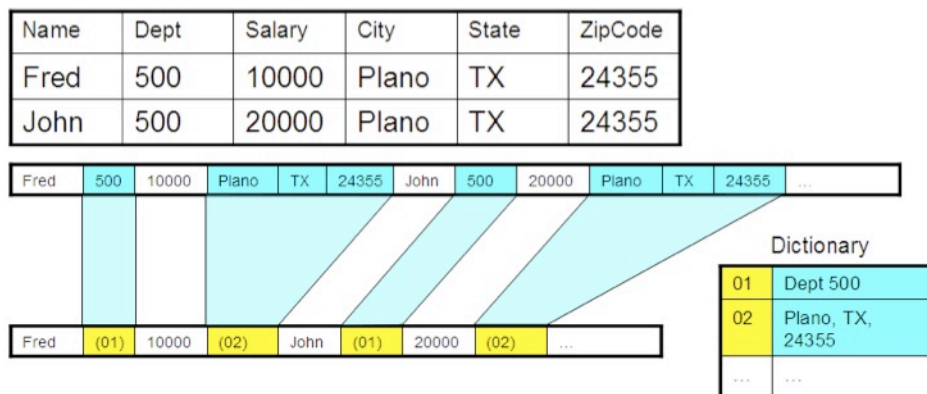 Name Dept Salary City State ZipCode
Fred 500 10000 Plano TX 24355
John 500 20000 Plano TX 24355
Fred 500 10000 Plano TX 24355 John 500 20000 Plano TX 24355 ...
Dictionary
01 Dept 500
02 Plano, TX,
24355
... ...
Fred (01) 10000 (02) John (01) 20000 (02) ...